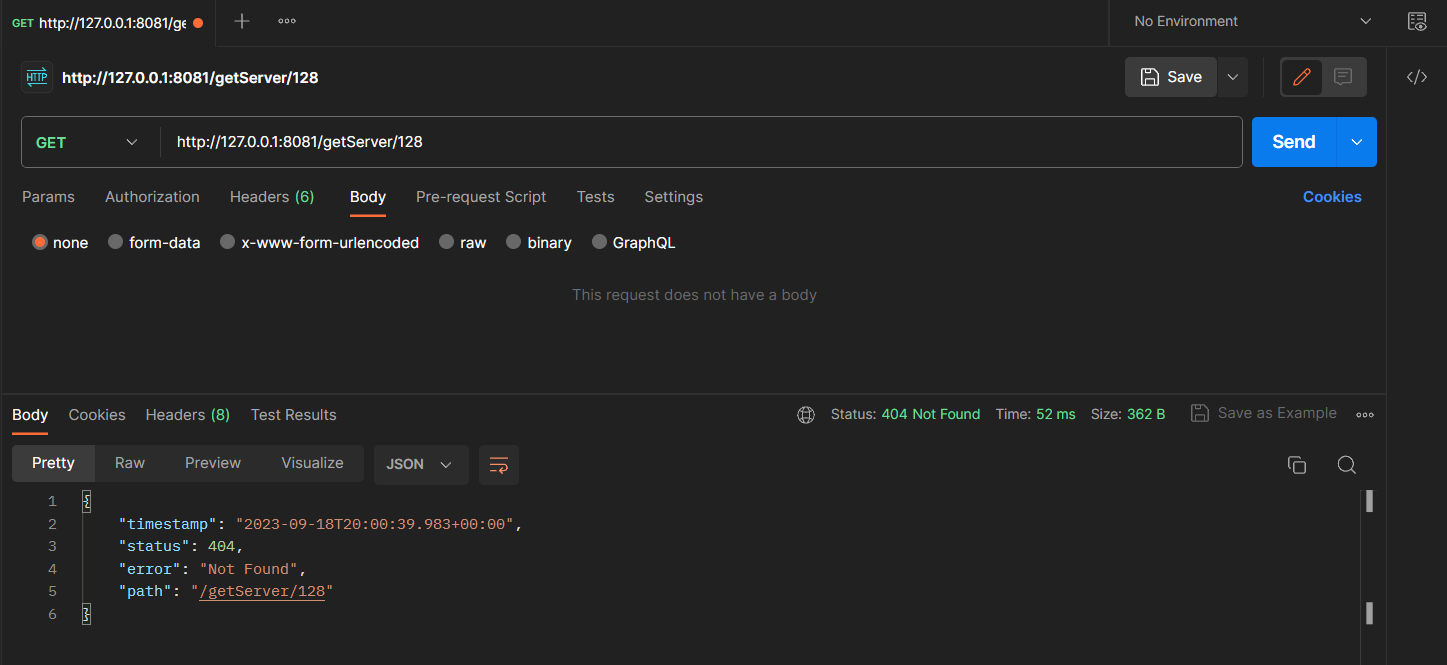 GET http://127.0.0.1:8081/ge
No Environment
HTTP http://127.0.0.1:8081/getServer/128
Save
</>
GET http://127.0.0.1:8081/getServer/128
Send
Params Authorization Headers (6) Body Pre-request Script Tests Settings
Cookies
none form-data x-www-form-urlencoded raw binary GraphQL
This request does not have a body
Body Cookies Headers (8) Test Results
Status: 404 Not Found Time: 52 ms Size: 362 B Save as Example
Pretty Raw Preview Visualize JSON
1 {
2 "timestamp": "2023-09-18T20:00:39.983+00:00",
3 "status": 404,
4 "error": "Not Found",
5 "path": "/getServer/128"
6 }